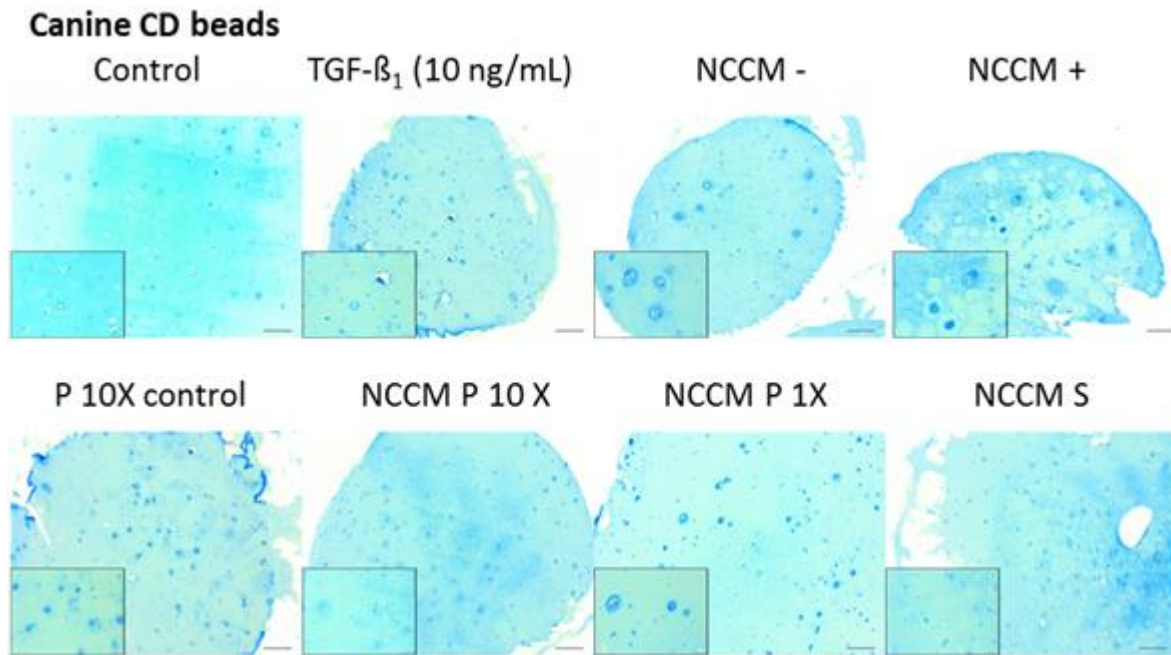 Canine CD beads
Control TGF-ß₁ (10 ng/mL) NCCM - NCCM +
P 10X control NCCM P 10 X NCCM P 1X NCCM S